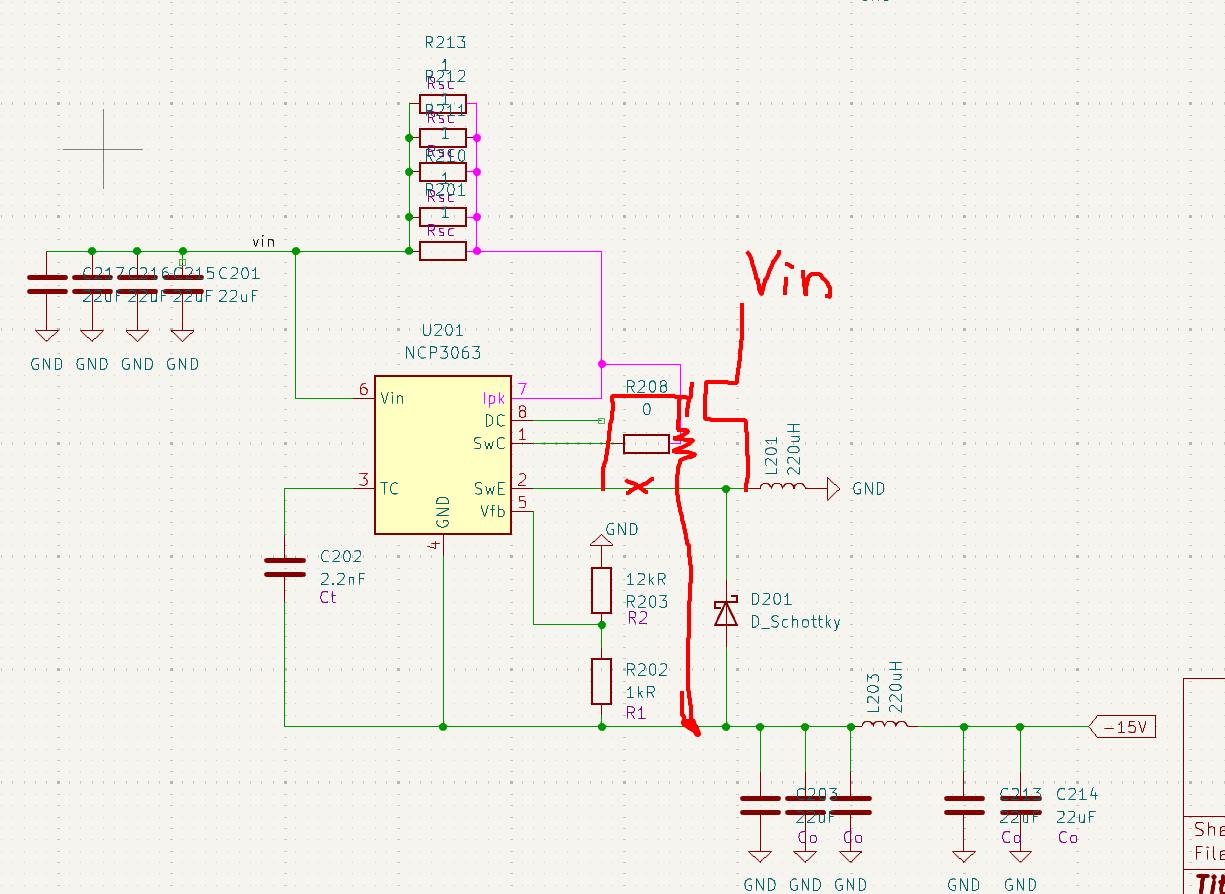 R213
1
R212
Rsc
1
Rsc
R211
1
Rsc
R210
1
R201
Rsc
1
Rsc
vin
C217 C216 C215 C201
22uF 22uF 22uF 22uF
GND GND GND GND
Vin
U201
NCP3063
6 Vin
Ipk 7
DC 8
SwC 1
3 TC
SwE 2
Vfb 5
GND
4
R208
0
L201
220uH
GND
GND
C202
2.2nF
Ct
12kR
R203
R2
D201
D_Schottky
R202
1kR
R1
L203
220uH
-15V
C203
22uF
Co Co
C213 C214
22uF 22uF
Co Co
GND GND GND GND GND
She
File
Tit